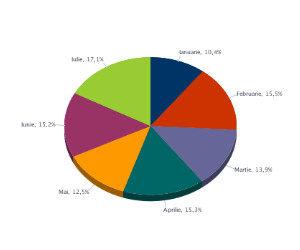 Ianuarie, 10,4%
Februarie, 15,5%
Martie, 13,9%
Aprilie, 15,3%
Mai, 12,5%
Iunie, 15,2%
Iulie, 17,1%